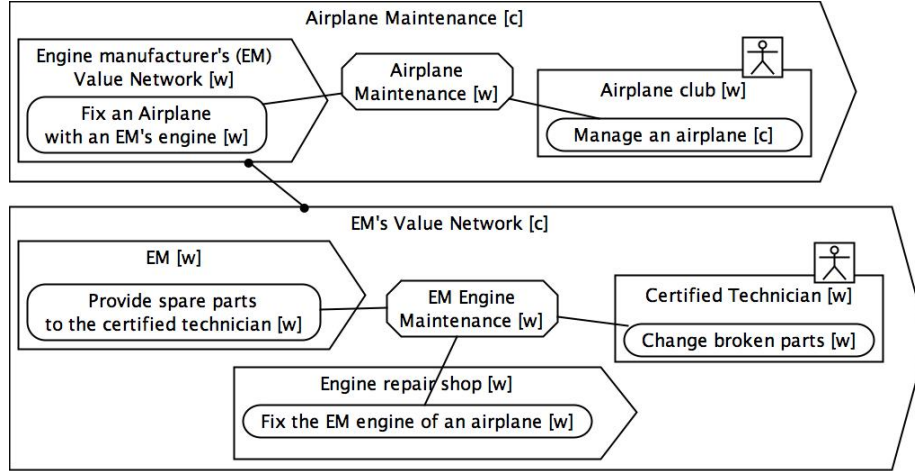 Airplane Maintenance [c]
Engine manufacturer's (EM)
Value Network [w]
Fix an Airplane
with an EM's engine [w]
Airplane
Maintenance [w]
Airplane club [w]
Manage an airplane [c]
EM's Value Network [c]
EM [w]
Provide spare parts
to the certified technician [w]
EM Engine
Maintenance [w]
Certified Technician [w]
Change broken parts [w]
Engine repair shop [w]
Fix the EM engine of an airplane [w]